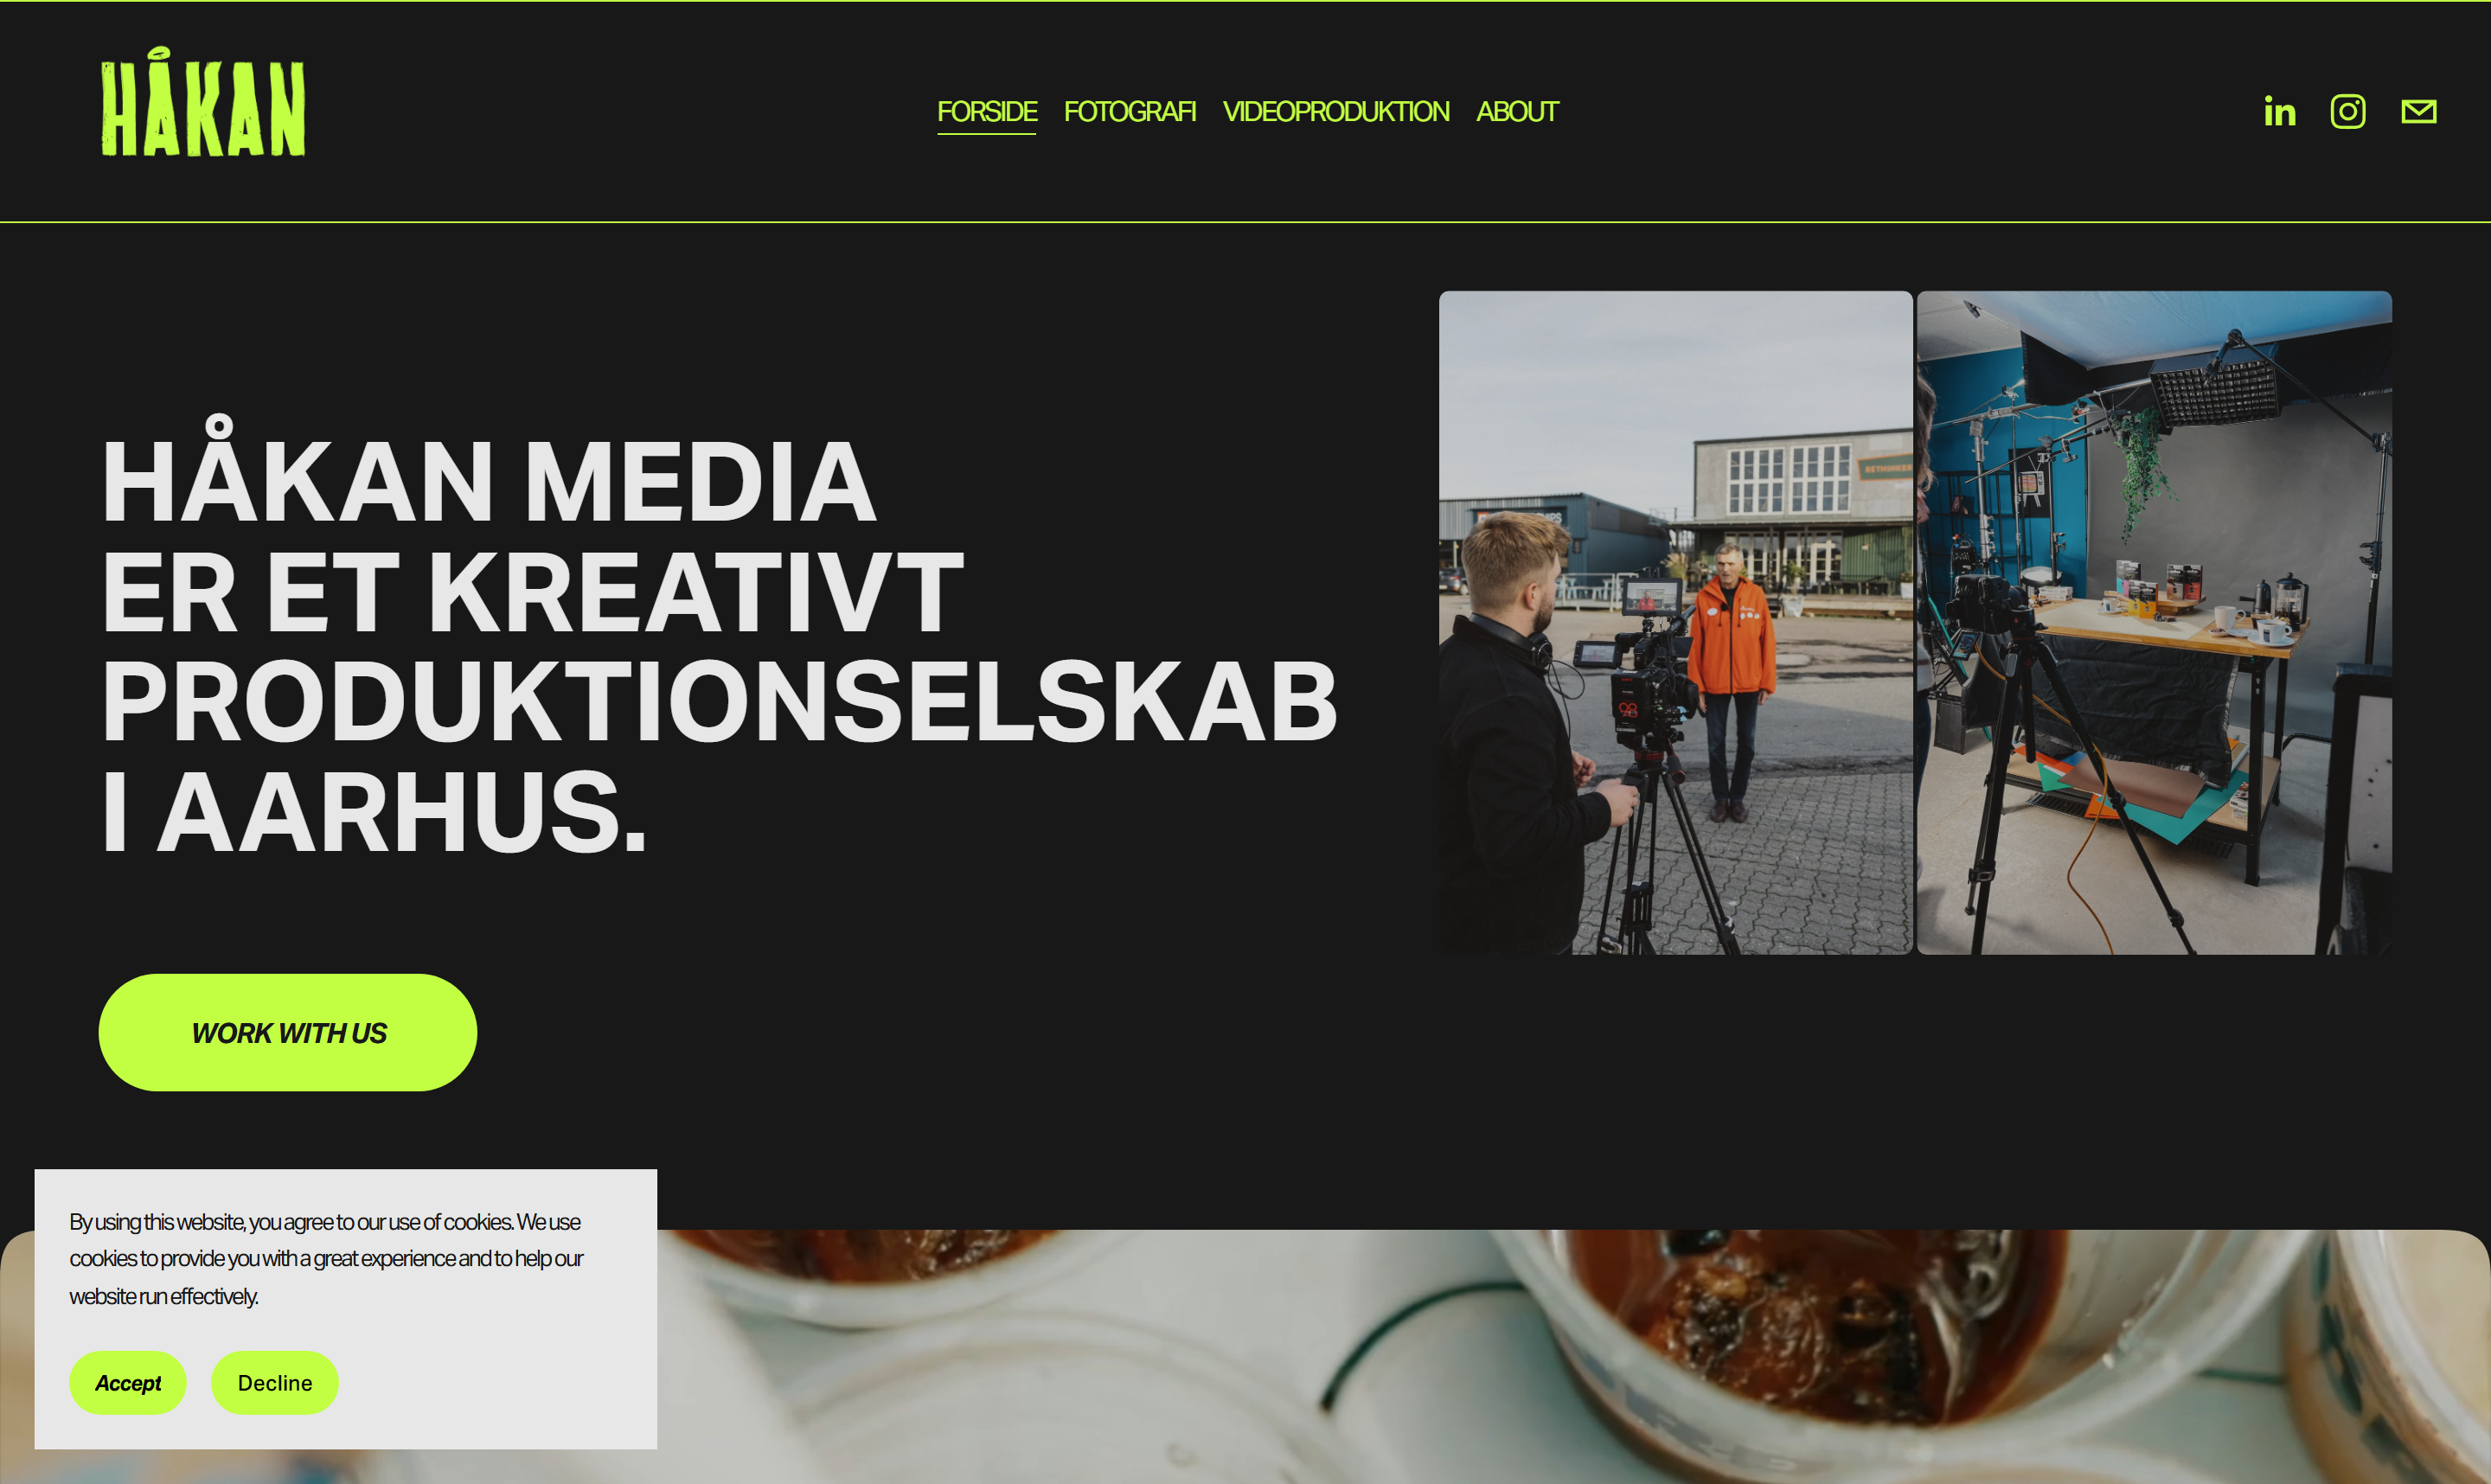 HÅKAN
FORSIDE FOTOGRAFI VIDEOPRODUKTION ABOUT
in
HÅKAN MEDIA
ER ET KREATIVT
PRODUKTIONSELSKAB
I AARHUS.
WORK WITH US
By using this website, you agree to our use of cookies. We use
cookies to provide you with a great experience and to help our
website run effectively.
Accept Decline